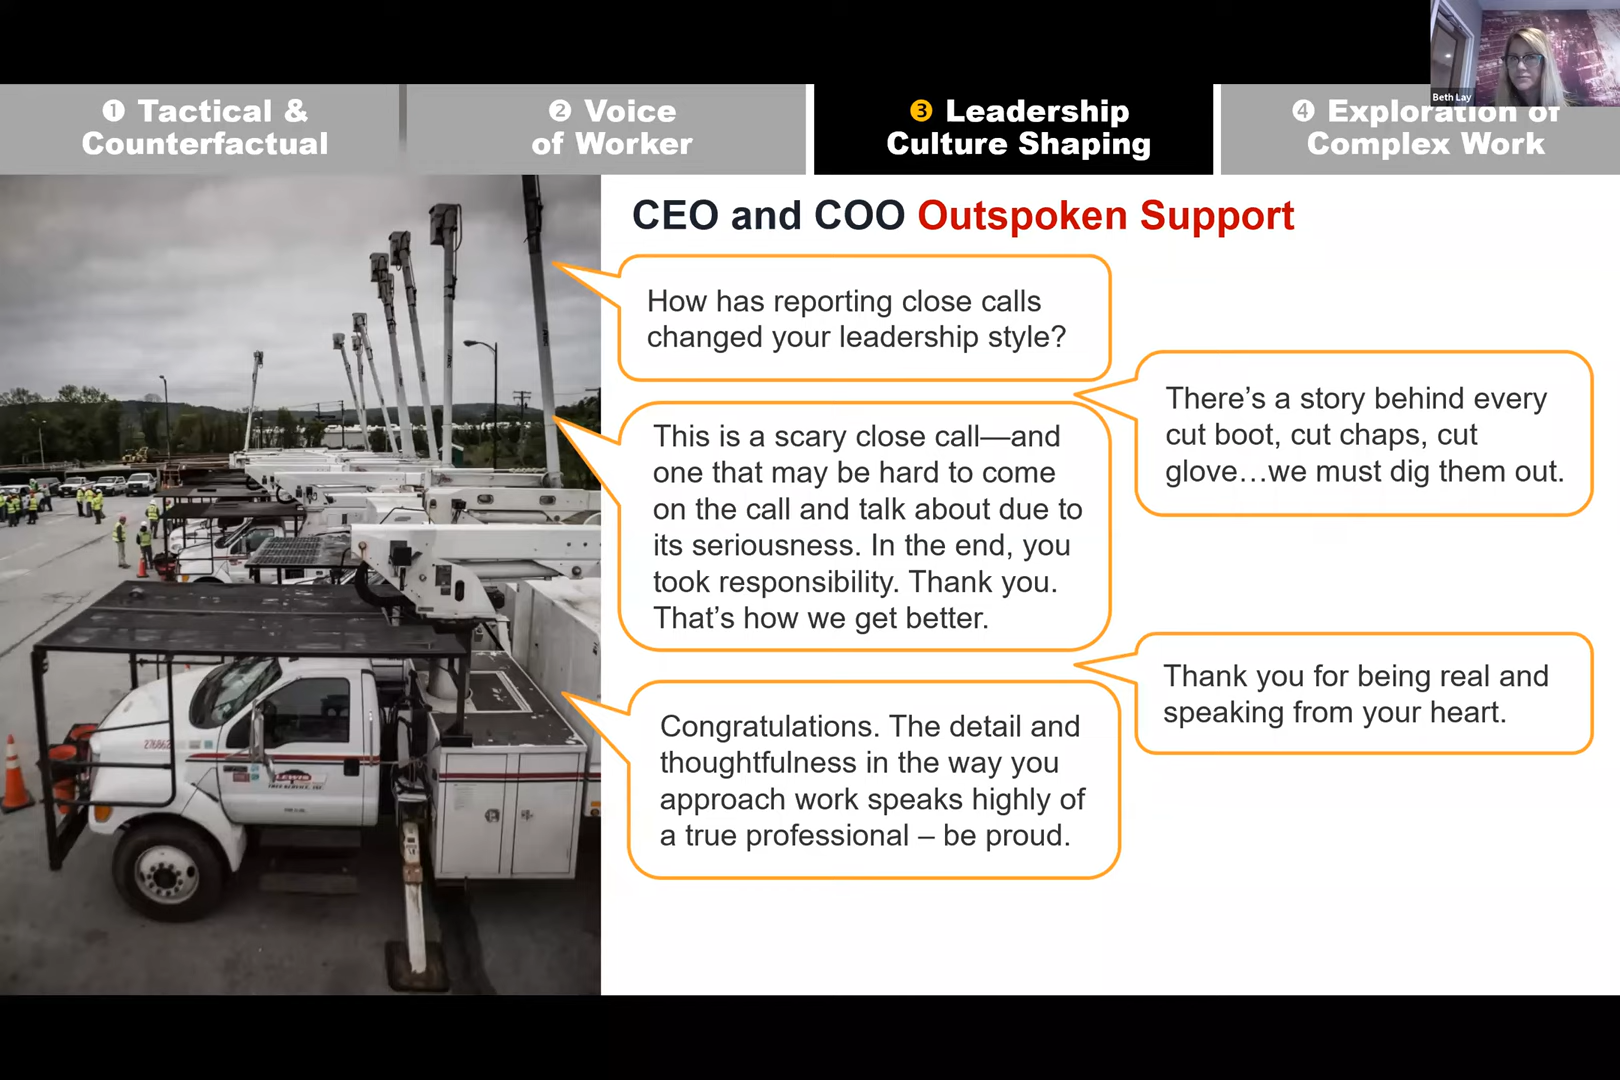 Beth Lay
❶ Tactical &
Counterfactual
❷ Voice
of Worker
❸ Leadership
Culture Shaping
❹ Exploration of
Complex Work
CEO and COO Outspoken Support
How has reporting close calls
changed your leadership style?
There’s a story behind every
cut boot, cut chaps, cut
glove…we must dig them out.
This is a scary close call—and
one that may be hard to come
on the call and talk about due to
its seriousness. In the end, you
took responsibility. Thank you.
That’s how we get better.
Thank you for being real and
speaking from your heart.
Congratulations. The detail and
thoughtfulness in the way you
approach work speaks highly of
a true professional – be proud.